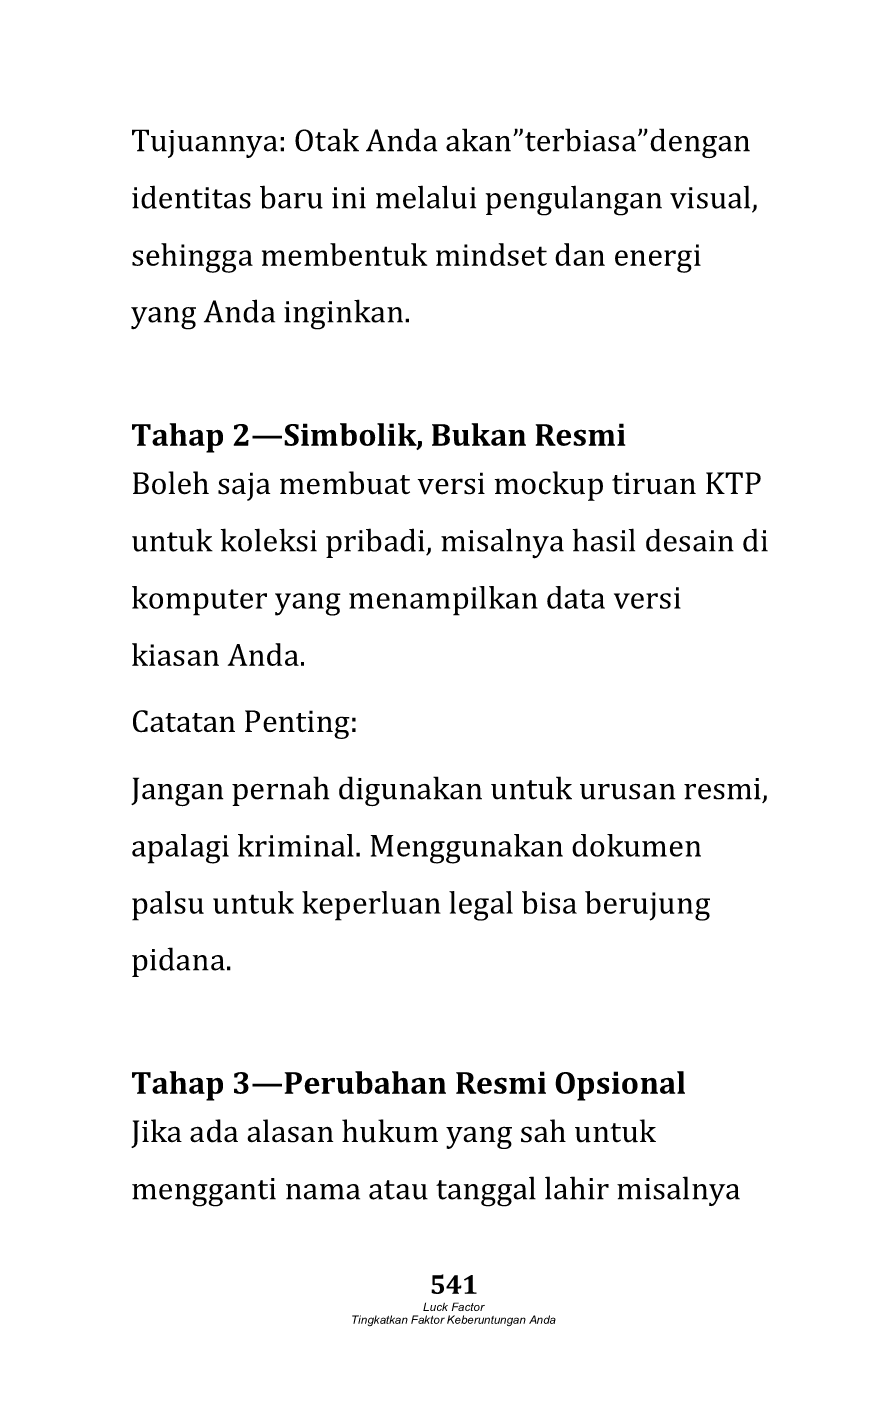 Tujuannya: Otak Anda akan”terbiasa”dengan
identitas baru ini melalui pengulangan visual,
sehingga membentuk mindset dan energi
yang Anda inginkan.
Tahap 2—Simbolik, Bukan Resmi
Boleh saja membuat versi mockup tiruan KTP
untuk koleksi pribadi, misalnya hasil desain di
komputer yang menampilkan data versi
kiasan Anda.
Catatan Penting:
Jangan pernah digunakan untuk urusan resmi,
apalagi kriminal. Menggunakan dokumen
palsu untuk keperluan legal bisa berujung
pidana.
Tahap 3—Perubahan Resmi Opsional
Jika ada alasan hukum yang sah untuk
mengganti nama atau tanggal lahir misalnya
541
Luck Factor
Tingkatkan Faktor Keberuntungan Anda